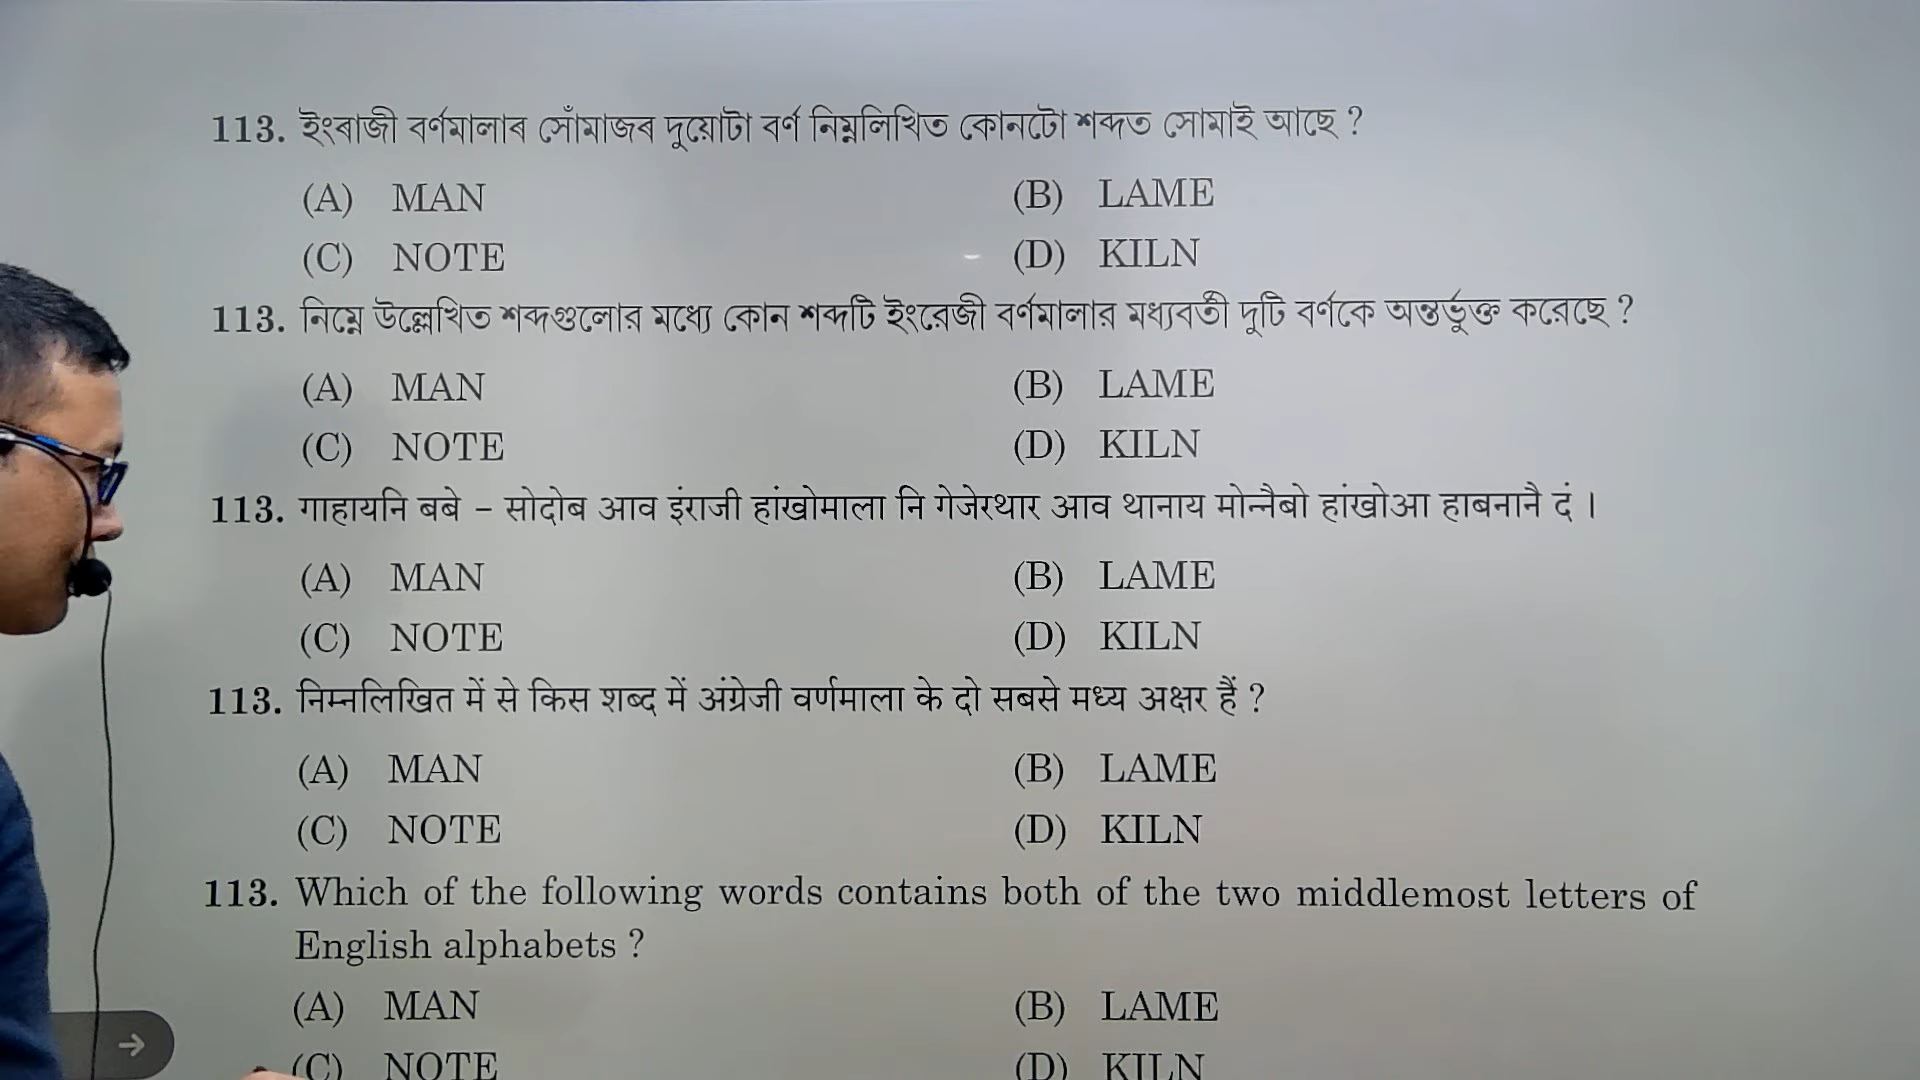 113. ইংৰাজী বৰ্ণমালাৰ সোঁমাজৰ দুয়োটা বৰ্ণ নিম্নলিখিত কোনটো শব্দত সোমাই আছে ?
(A) MAN (B) LAME
(C) NOTE (D) KILN
113. নিম্নে উল্লেখিত শব্দগুলোর মধ্যে কোন শব্দটি ইংরেজী বর্ণমালার মধ্যবর্তী দূটি বর্ণকে অন্তর্ভূক্ত করেছে ?
(A) MAN (B) LAME
(C) NOTE (D) KILN
113. गाहायनि बबे – सोदोब आव इंराजी हांखोमाला नि गेजेरथार आव थानाय मोन्नैबो हांखोआ हाबनानै दं ।
(A) MAN (B) LAME
(C) NOTE (D) KILN
113. निम्नलिखित में से किस शब्द में अंग्रेजी वर्णमाला के दो सबसे मध्य अक्षर हैं ?
(A) MAN (B) LAME
(C) NOTE (D) KILN
113. Which of the following words contains both of the two middlemost letters of
English alphabets ?
(A) MAN (B) LAME
(C) NOTE (D) KILN